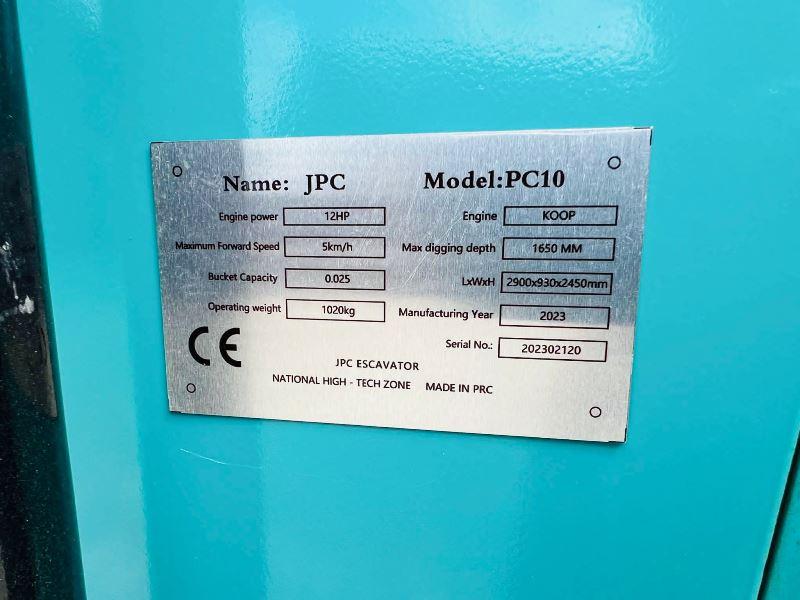 Name: JPC Model:PC10
Engine power 12HP Engine KOOP
Maximum Forward Speed 5km/h Max digging depth 1650 MM
Bucket Capacity 0.025 LxWxH 2900x930x2450mm
Operating weight 1020kg Manufacturing Year 2023
CE Serial No.: 202302120
JPC ESCAVATOR
NATIONAL HIGH - TECH ZONE MADE IN PRC